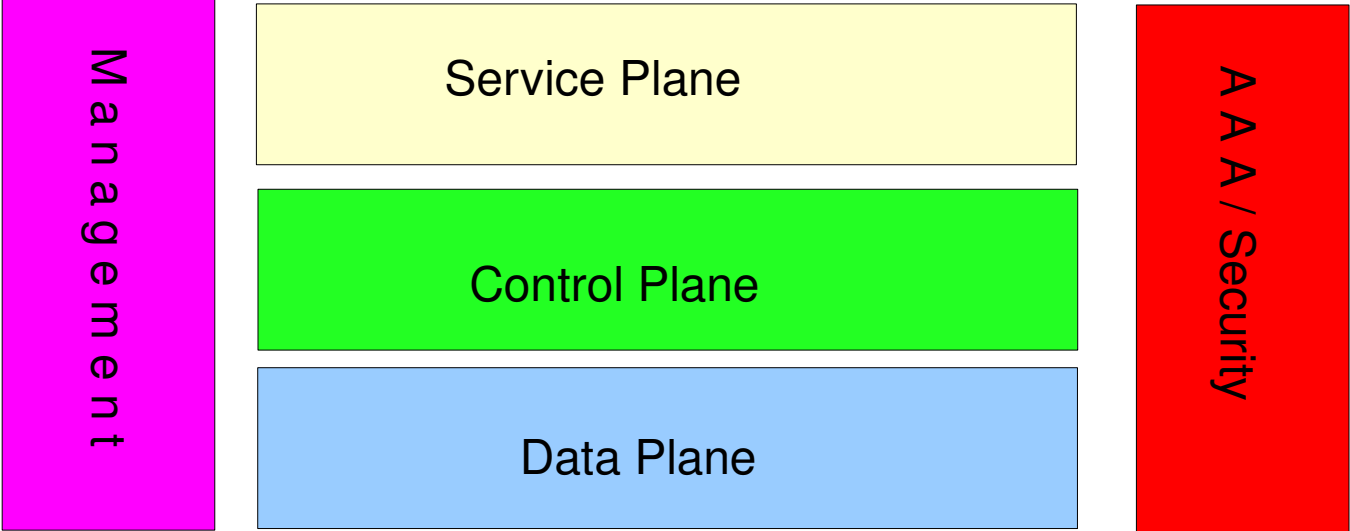 Management
Service Plane
Control Plane
Data Plane
A A A / Security